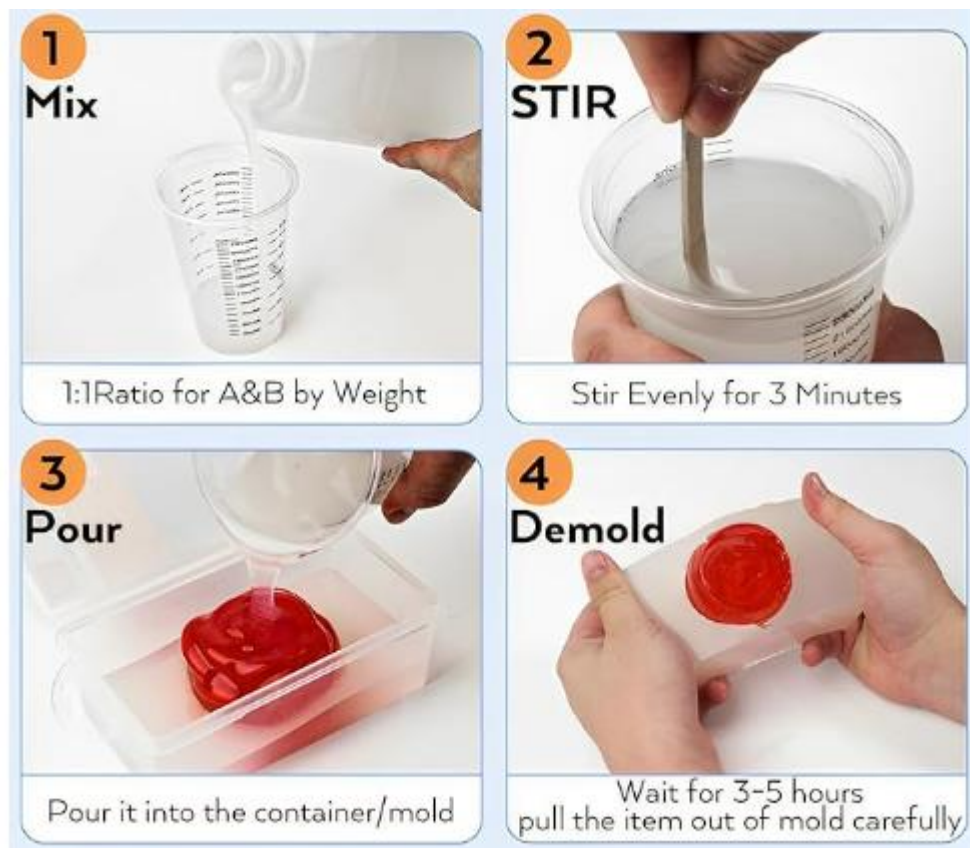 1
Mix
1:1Ratio for A&B by Weight
2
STIR
Stir Evenly for 3 Minutes
3
Pour
Pour it into the container/mold
4
Demold
Wait for 3-5 hours
pull the item out of mold carefully